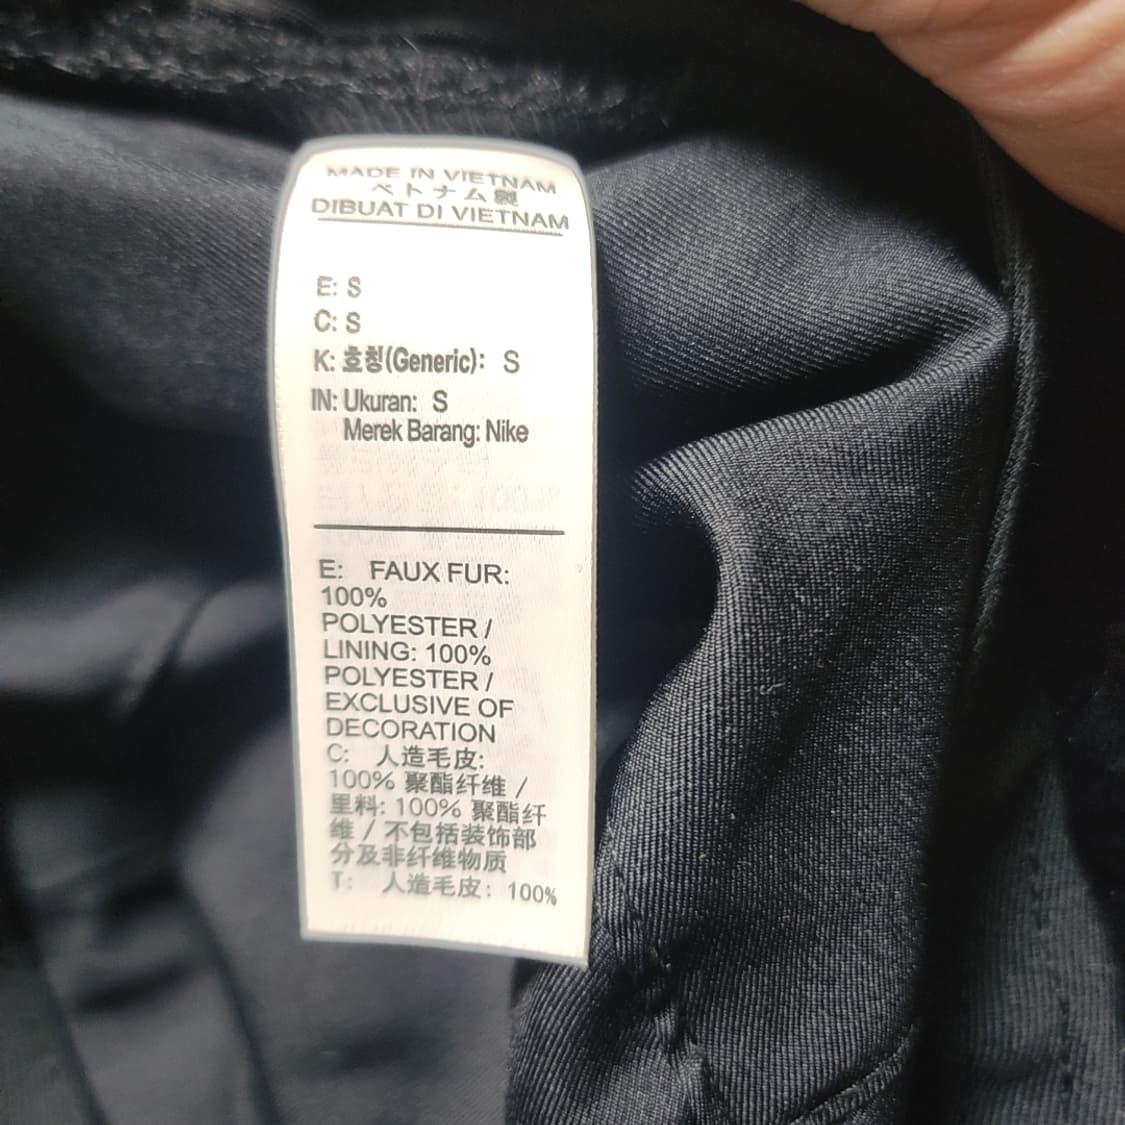 MADE IN VIETNAM
ベトナム製
DIBUAT DI VIETNAM
E: S
C: S
K: 호칭(Generic): S
IN: Ukuran: S
Merek Barang: Nike
E: FAUX FUR:
100%
POLYESTER /
LINING: 100%
POLYESTER /
EXCLUSIVE OF
DECORATION
C: 人造毛皮:
100% 聚酯纤维 /
里料: 100% 聚酯纤
维 / 不包括装饰部
分及非纤维物质
T: 人造毛皮: 100%